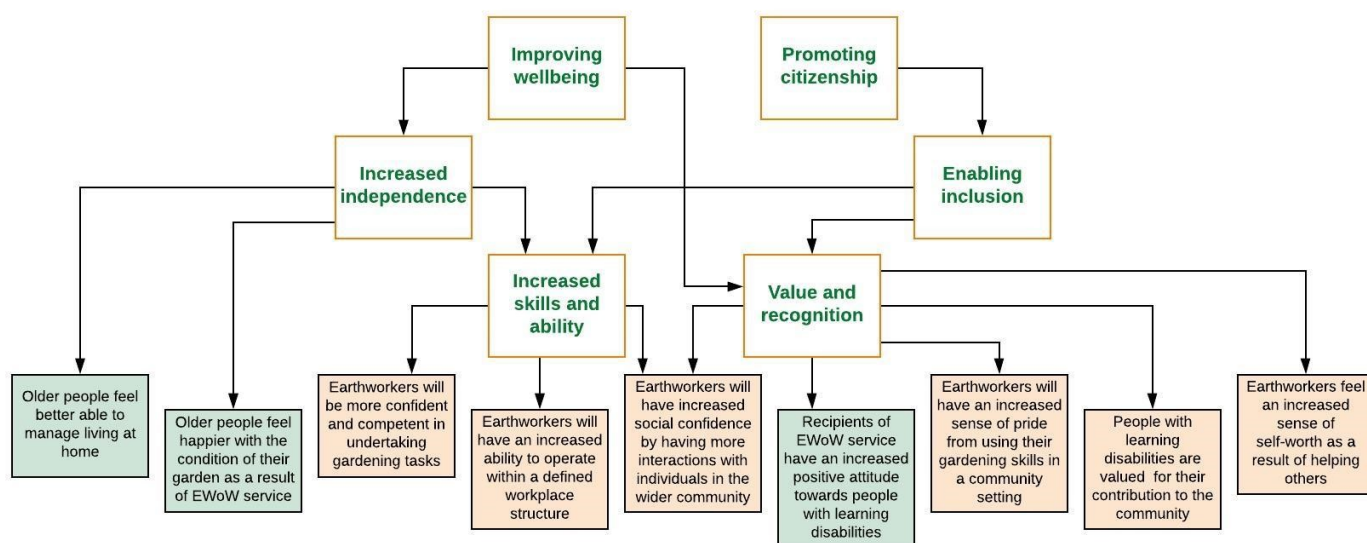 Improving
wellbeing
Promoting
citizenship
Increased
independence
Enabling
inclusion
Increased
skills and
ability
Value and
recognition
Older people feel
better able to
manage living at
home
Older people feel
happier with the
condition of their
garden as a result
of EWoW service
Earthworkers will
be more confident
and competent in
undertaking
gardening tasks
Earthworkers will
have an increased
ability to operate
within a defined
workplace
structure
Earthworkers will
have increased
social confidence
by having more
interactions with
individuals in the
wider community
Recipients of
EWoW service
have an increased
positive attitude
towards people
with learning
disabilities
Earthworkers will
have an increased
sense of pride
from using their
gardening skills in
a community
setting
People with
learning
disabilities are
valued for their
contribution to the
community
Earthworkers feel
an increased
sense of
self-worth as a
result of helping
others